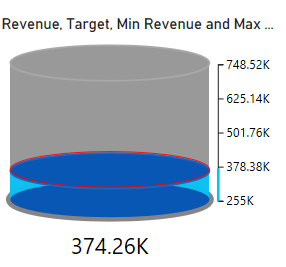 Revenue, Target, Min Revenue and Max ...
748.52K
625.14K
501.76K
378.38K
255K
374.26K